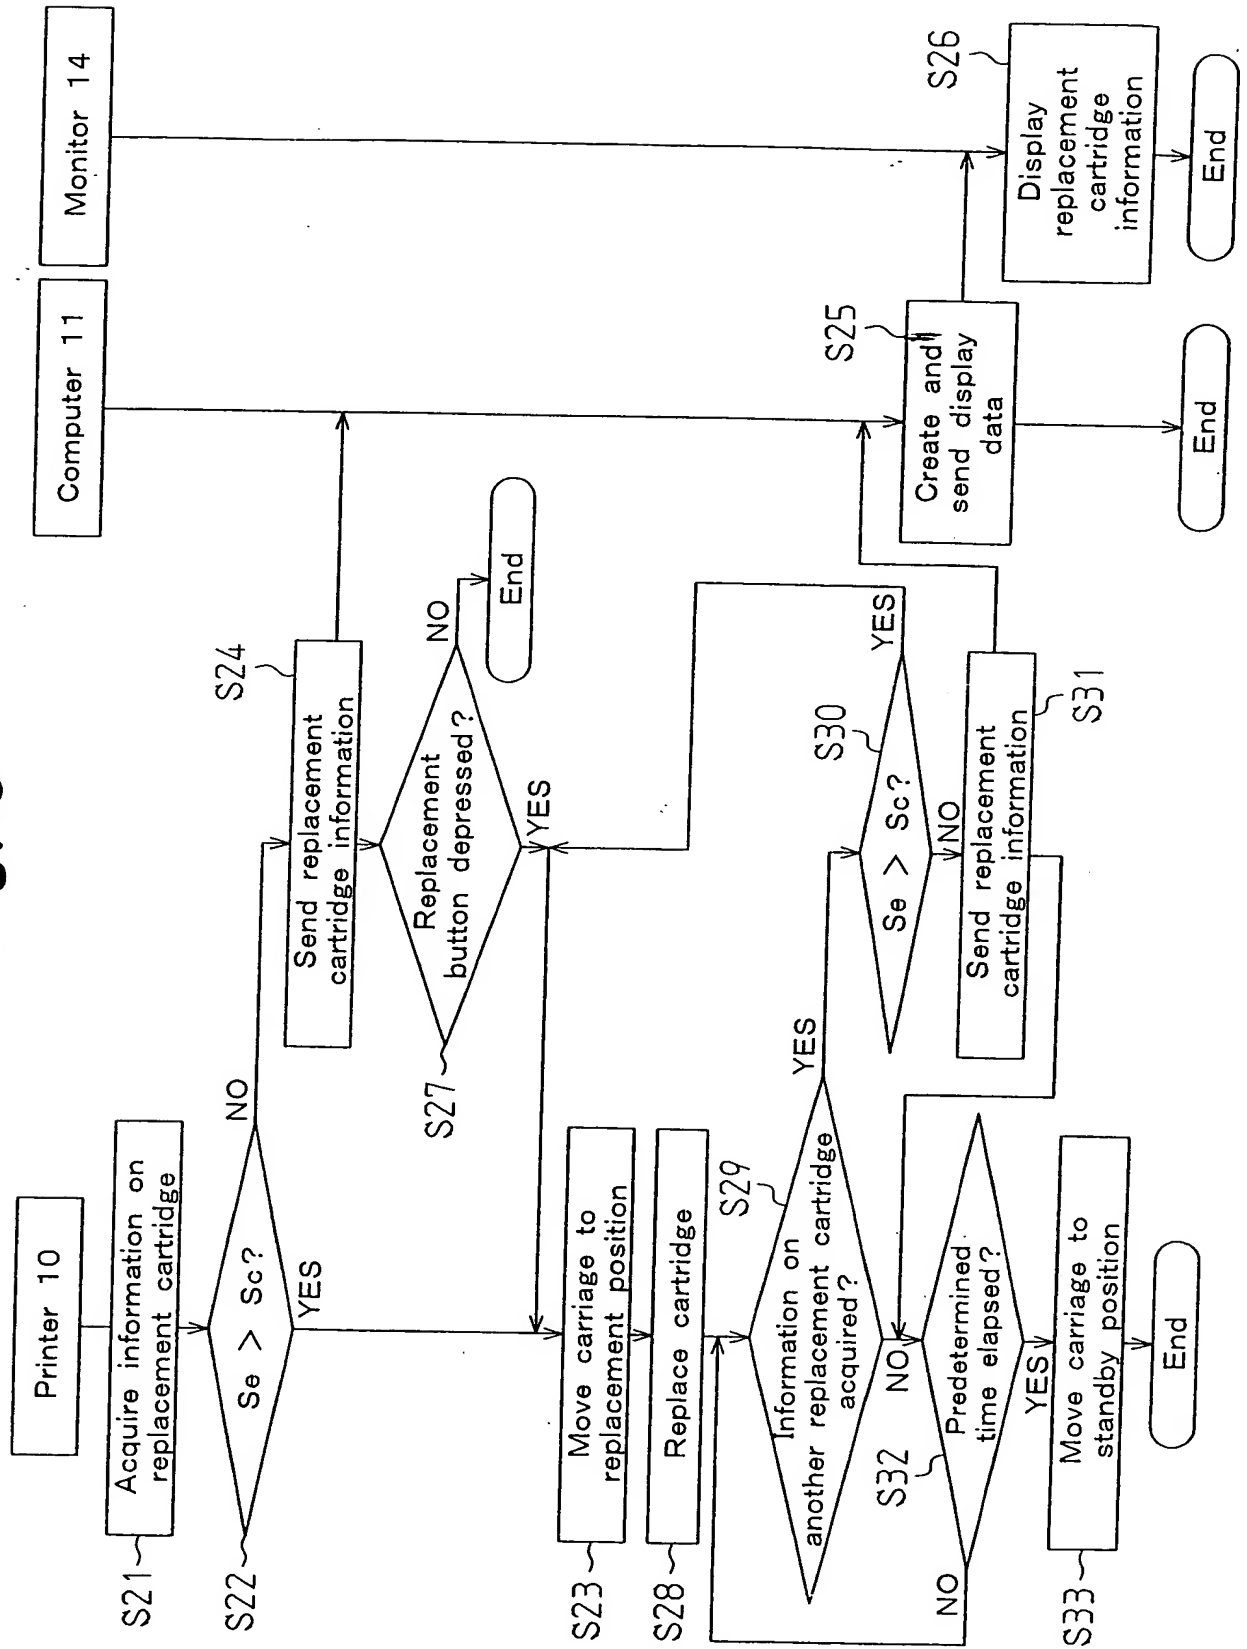 Printer 10
Computer 11
Monitor 14
S21
Acquire information on
replacement cartridge
S22
Se > Sc?
NO
YES
S24
Send replacement
cartridge information
S27
Replacement
button depressed?
NO
End
YES
S23
Move carriage to
replacement position
S28
Replace cartridge
S29
Information on
another replacement cartridge
acquired?
YES
NO
S30
Se > Sc?
YES
NO
S31
Send replacement
cartridge information
S32
Predetermined
time elapsed?
NO
YES
S33
Move carriage to
standby position
End
S25
Create and
send display
data
End
S26
Display
replacement
cartridge
information
End